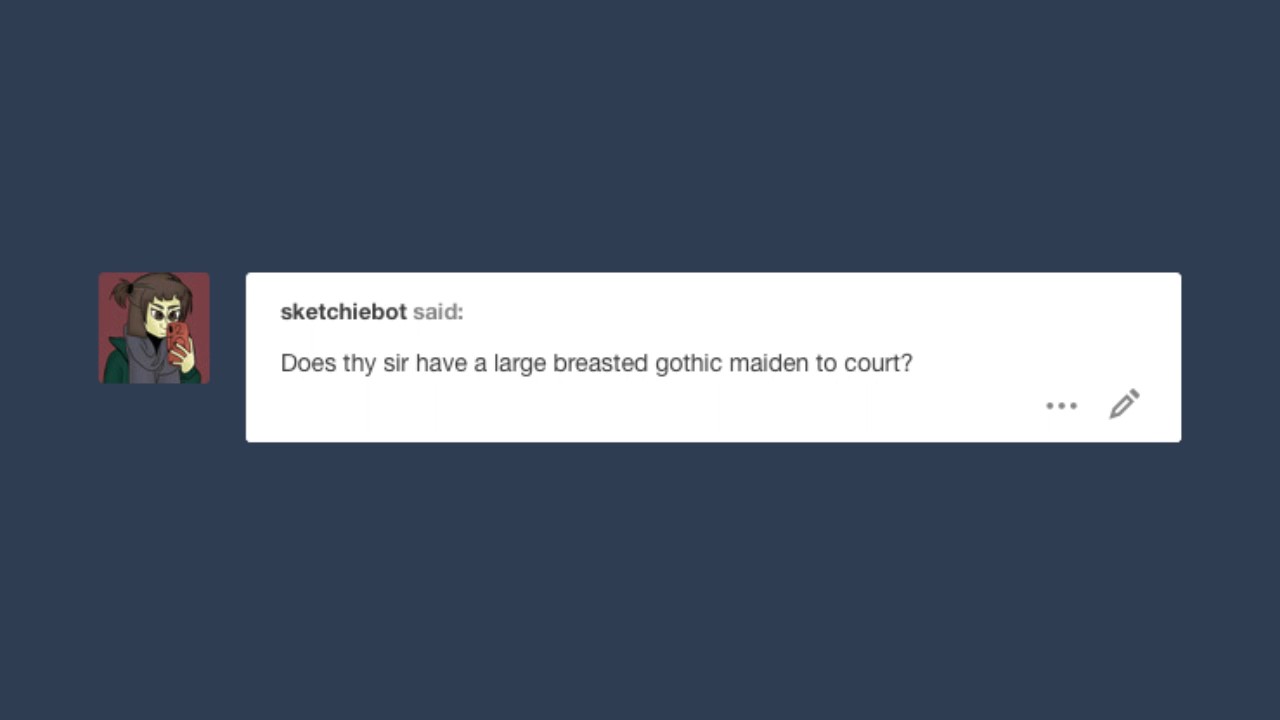 sketchiebot said:
Does thy sir have a large breasted gothic maiden to court?